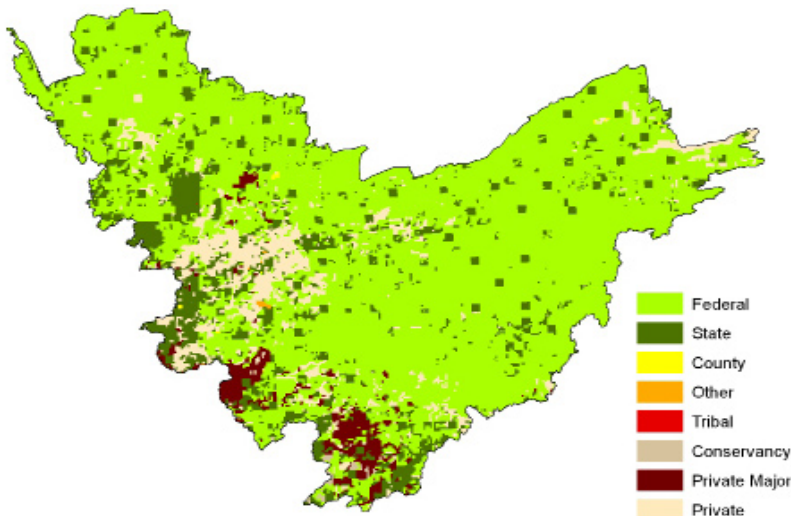 Federal
State
County
Other
Tribal
Conservancy
Private Major
Private